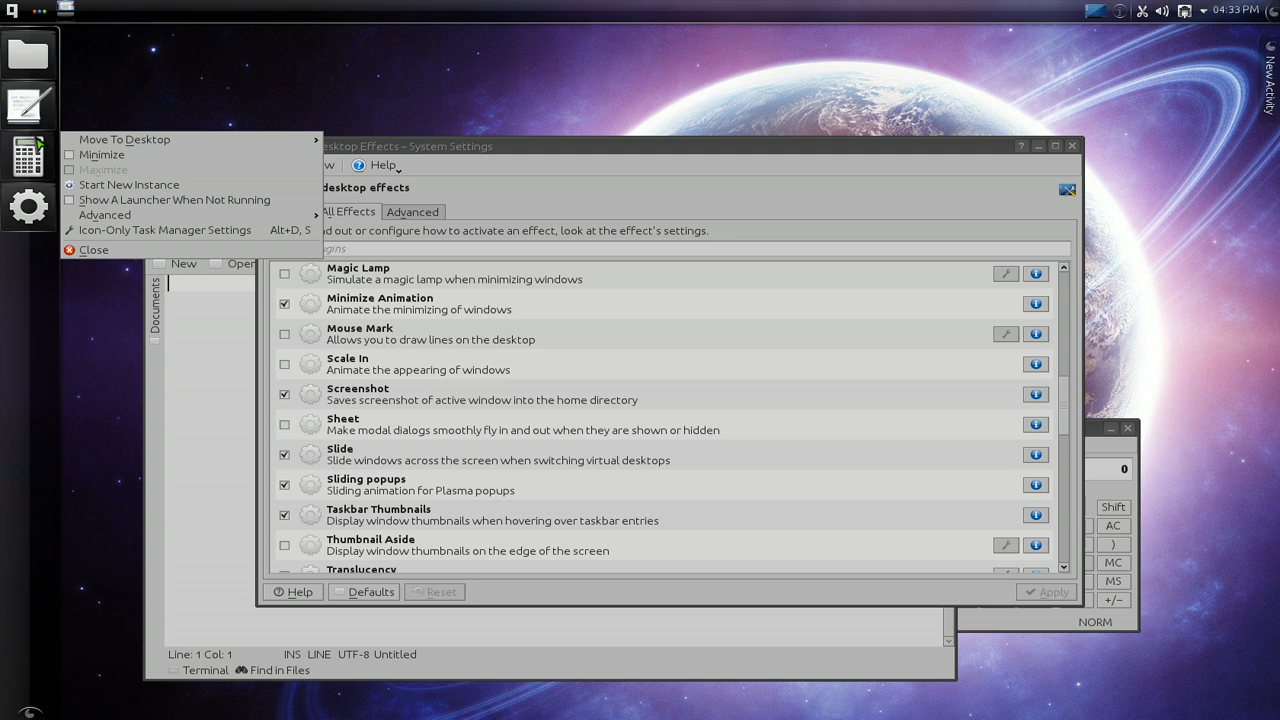 04:33 PM
New Activity
Move To Desktop
Minimize
Maximize
Start New Instance
Show A Launcher When Not Running
Advanced
Icon-Only Task Manager Settings Alt+D, S
Close
esktop Effects – System Settings
w Help
desktop effects
All Effects Advanced
d out or configure how to activate an effect, look at the effect's settings.
gins
New Open
Documents
Magic Lamp
Simulate a magic lamp when minimizing windows
Minimize Animation
Animate the minimizing of windows
Mouse Mark
Allows you to draw lines on the desktop
Scale In
Animate the appearing of windows
Screenshot
Saves screenshot of active window into the home directory
Sheet
Make modal dialogs smoothly fly in and out when they are shown or hidden
Slide
Slide windows across the screen when switching virtual desktops
Sliding popups
Sliding animation for Plasma popups
Taskbar Thumbnails
Display window thumbnails when hovering over taskbar entries
Thumbnail Aside
Display window thumbnails on the edge of the screen
Translucency
Help Defaults Reset Apply
0
Shift
AC
)
MC
MS
+/−
NORM
Line: 1 Col: 1 INS LINE UTF-8 Untitled
Terminal Find in Files